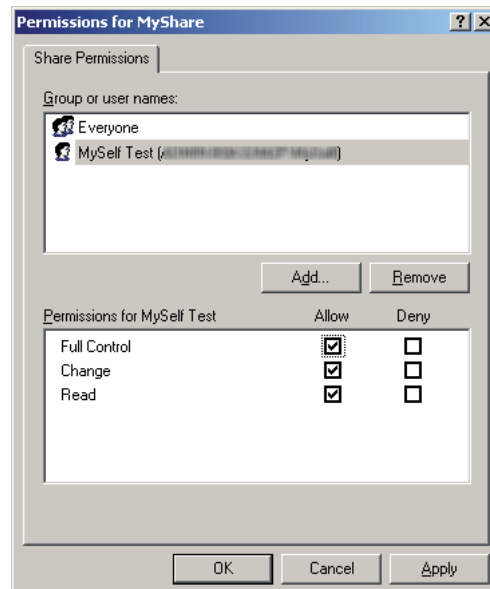 Permissions for MyShare
Share Permissions
Group or user names:
Everyone
MySelf Test (
Add... Remove
Permissions for MySelf Test Allow Deny
Full Control
Change
Read
OK Cancel Apply